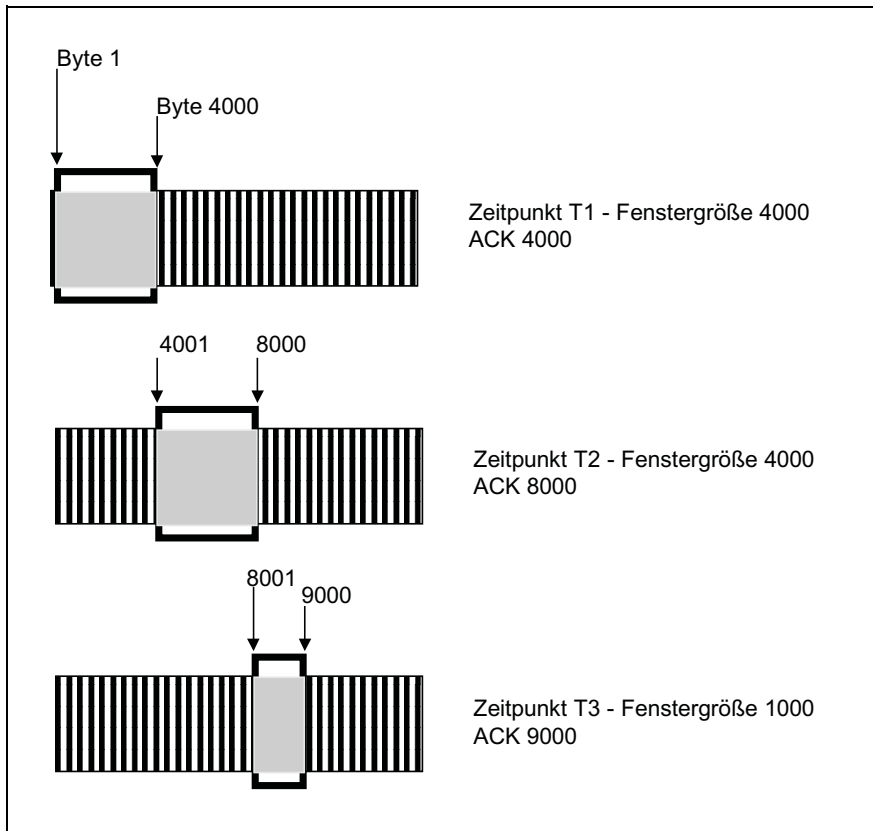 Byte 1
Byte 4000
Zeitpunkt T1 - Fenstergröße 4000
ACK 4000
4001 8000
Zeitpunkt T2 - Fenstergröße 4000
ACK 8000
8001
9000
Zeitpunkt T3 - Fenstergröße 1000
ACK 9000